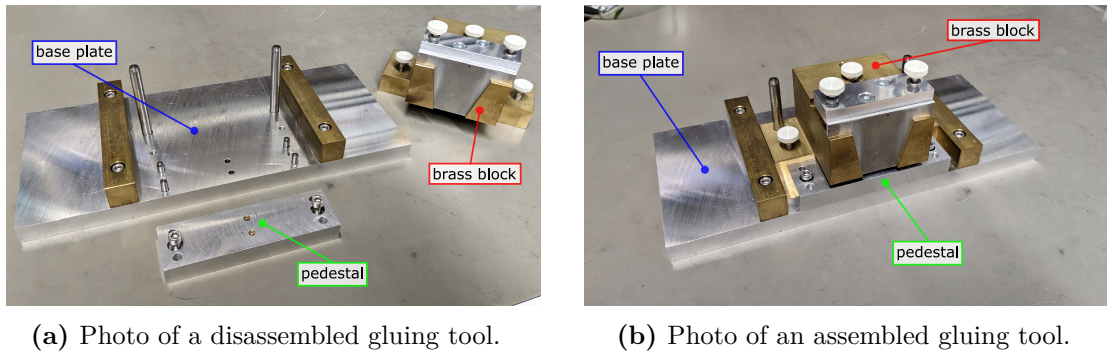 base plate
brass block
pedestal
brass block
base plate
pedestal
(a) Photo of a disassembled gluing tool.
(b) Photo of an assembled gluing tool.